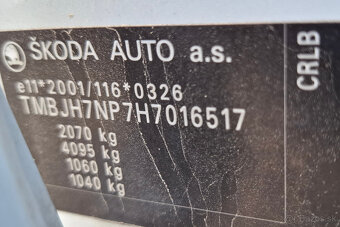 ŠKODA AUTO a.s.
e11*2001/116*0326
TMBJH7NP7H7016517
2070 kg
4095 kg
1060 kg
1040 kg
CRLB